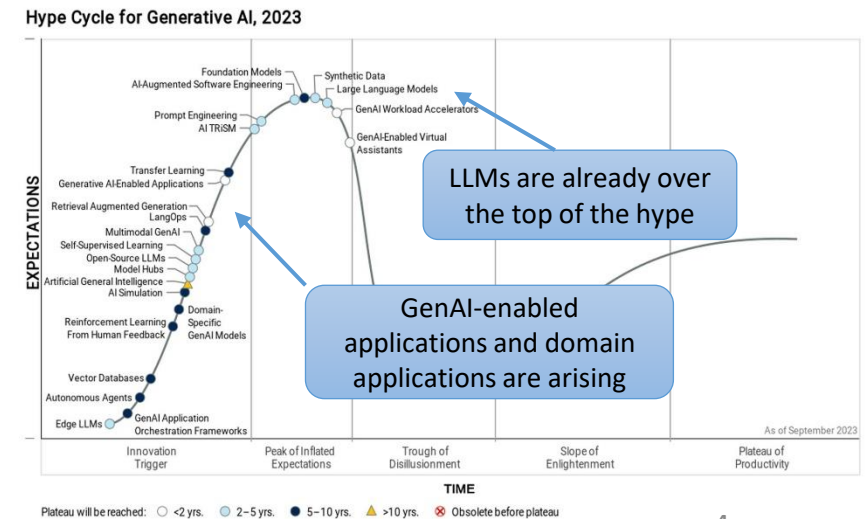 Hype Cycle for Generative AI, 2023
Foundation Models
AI-Augmented Software Engineering
Synthetic Data
Large Language Models
GenAI Workload Accelerators
Prompt Engineering
AI TRiSM
GenAI-Enabled Virtual
Assistants
Transfer Learning
Generative AI-Enabled Applications
LLMs are already over
the top of the hype
Retrieval Augmented Generation
LangOps
Multimodal GenAI
Self-Supervised Learning
Open-Source LLMs
Model Hubs
Artificial General Intelligence
AI Simulation
EXPECTATIONS
GenAI-enabled
applications and domain
applications are arising
Domain-
Specific
GenAI Models
Reinforcement Learning
From Human Feedback
Vector Databases
Autonomous Agents
Edge LLMs
GenAI Application
Orchestration Frameworks
As of September 2023
Innovation
Trigger
Peak of Inflated
Expectations
Trough of
Disillusionment
Slope of
Enlightenment
Plateau of
Productivity
TIME
Plateau will be reached: <2 yrs. 2–5 yrs. 5–10 yrs. >10 yrs. Obsolete before plateau